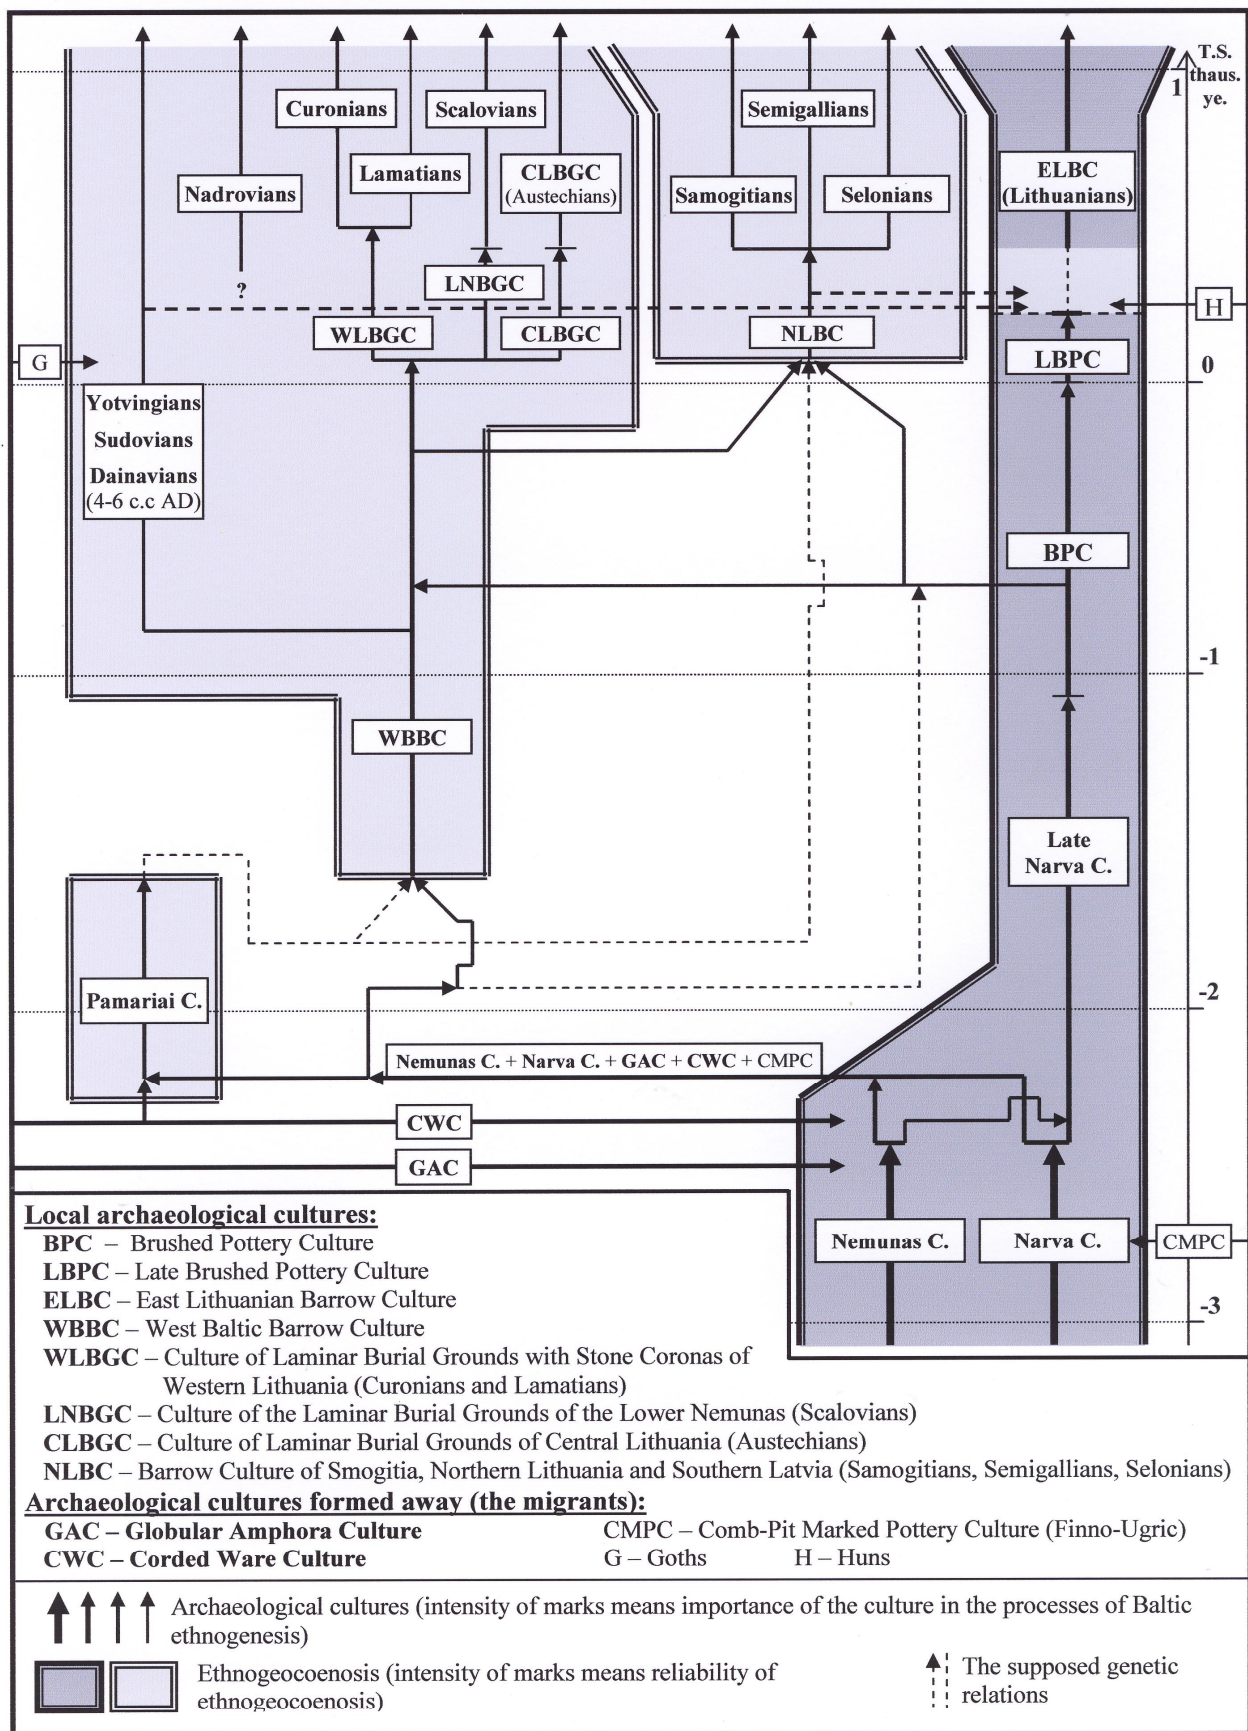 T.S.
thaus.
ye.
1
Curonians
Scalovians
Semigallians
Lamatians
CLBGC
(Austechians)
ELBC
(Lithuanians)
Nadrovians
Samogitians
Selonians
?
LNBGC
H
WLBGC
CLBGC
NLBC
G
LBPC
0
Yotvingians
Sudovians
Dainavians
(4-6 c.c AD)
BPC
-1
WBBC
Late
Narva C.
Pamariai C.
-2
Nemunas C. + Narva C. + GAC + CWC + CMPC
CWC
GAC
Nemunas C.
Narva C.
CMPC
-3
Local archaeological cultures:
BPC – Brushed Pottery Culture
LBPC – Late Brushed Pottery Culture
ELBC – East Lithuanian Barrow Culture
WBBC – West Baltic Barrow Culture
WLBGC – Culture of Laminar Burial Grounds with Stone Coronas of
Western Lithuania (Curonians and Lamatians)
LNBGC – Culture of the Laminar Burial Grounds of the Lower Nemunas (Scalovians)
CLBGC – Culture of Laminar Burial Grounds of Central Lithuania (Austechians)
NLBC – Barrow Culture of Smogitia, Northern Lithuania and Southern Latvia (Samogitians, Semigallians, Selonians)
Archaeological cultures formed away (the migrants):
GAC – Globular Amphora Culture
CMPC – Comb-Pit Marked Pottery Culture (Finno-Ugric)
CWC – Corded Ware Culture
G – Goths H – Huns
Archaeological cultures (intensity of marks means importance of the culture in the processes of Baltic
ethnogenesis)
Ethnogeocoenosis (intensity of marks means reliability of
ethnogeocoenosis)
The supposed genetic
relations